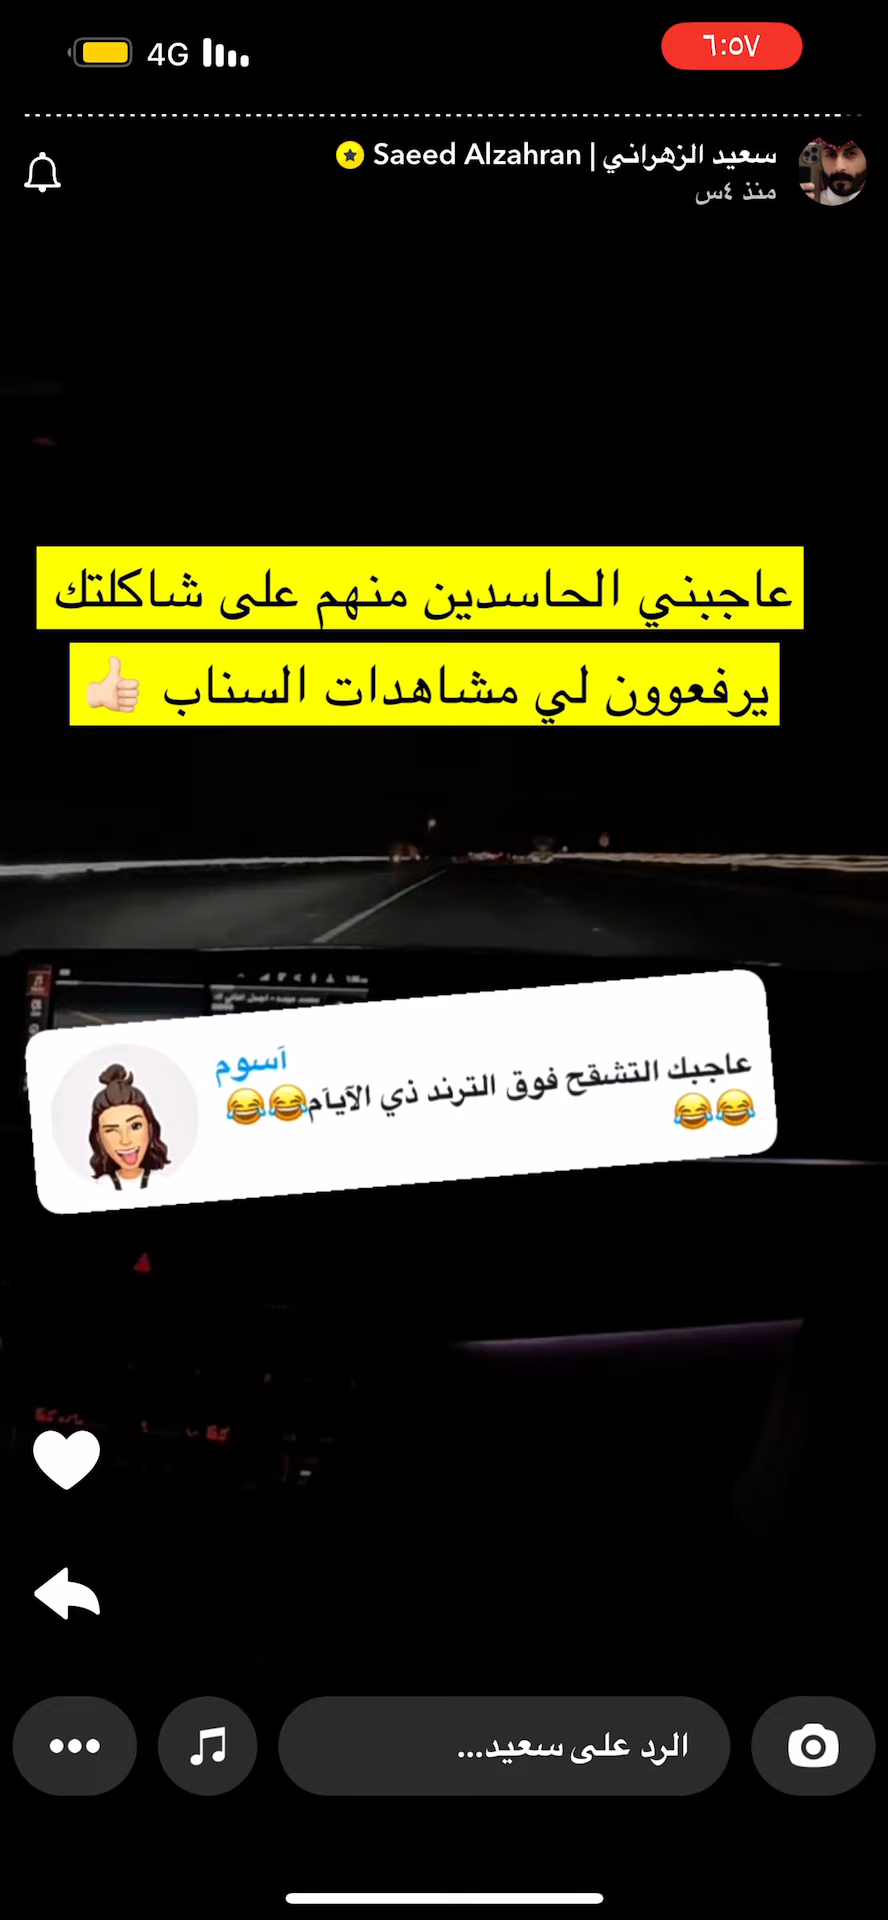 ٦:٥٧
4G
سعيد الزهراني | Saeed Alzahran
منذ ٤س
عاجبني الحاسدين منهم على شاكلتك
يرفعوون لي مشاهدات السناب 👍🏻
آسوم
عاجبك التشقح فوق الترند ذي الآيآم😂😂
😂😂
الرد على سعيد...